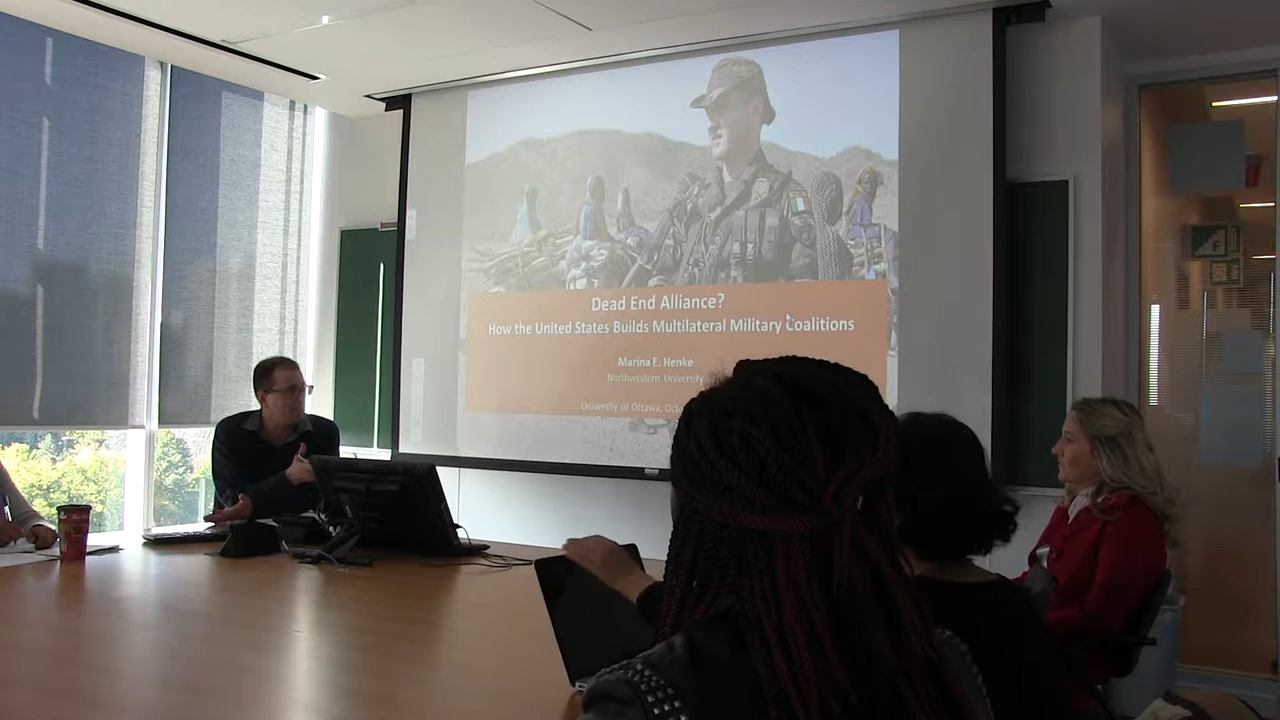 Dead End Alliance?
How the United States Builds Multilateral Military Coalitions
Marina E. Henke
Northwestern University
University of Ottawa,